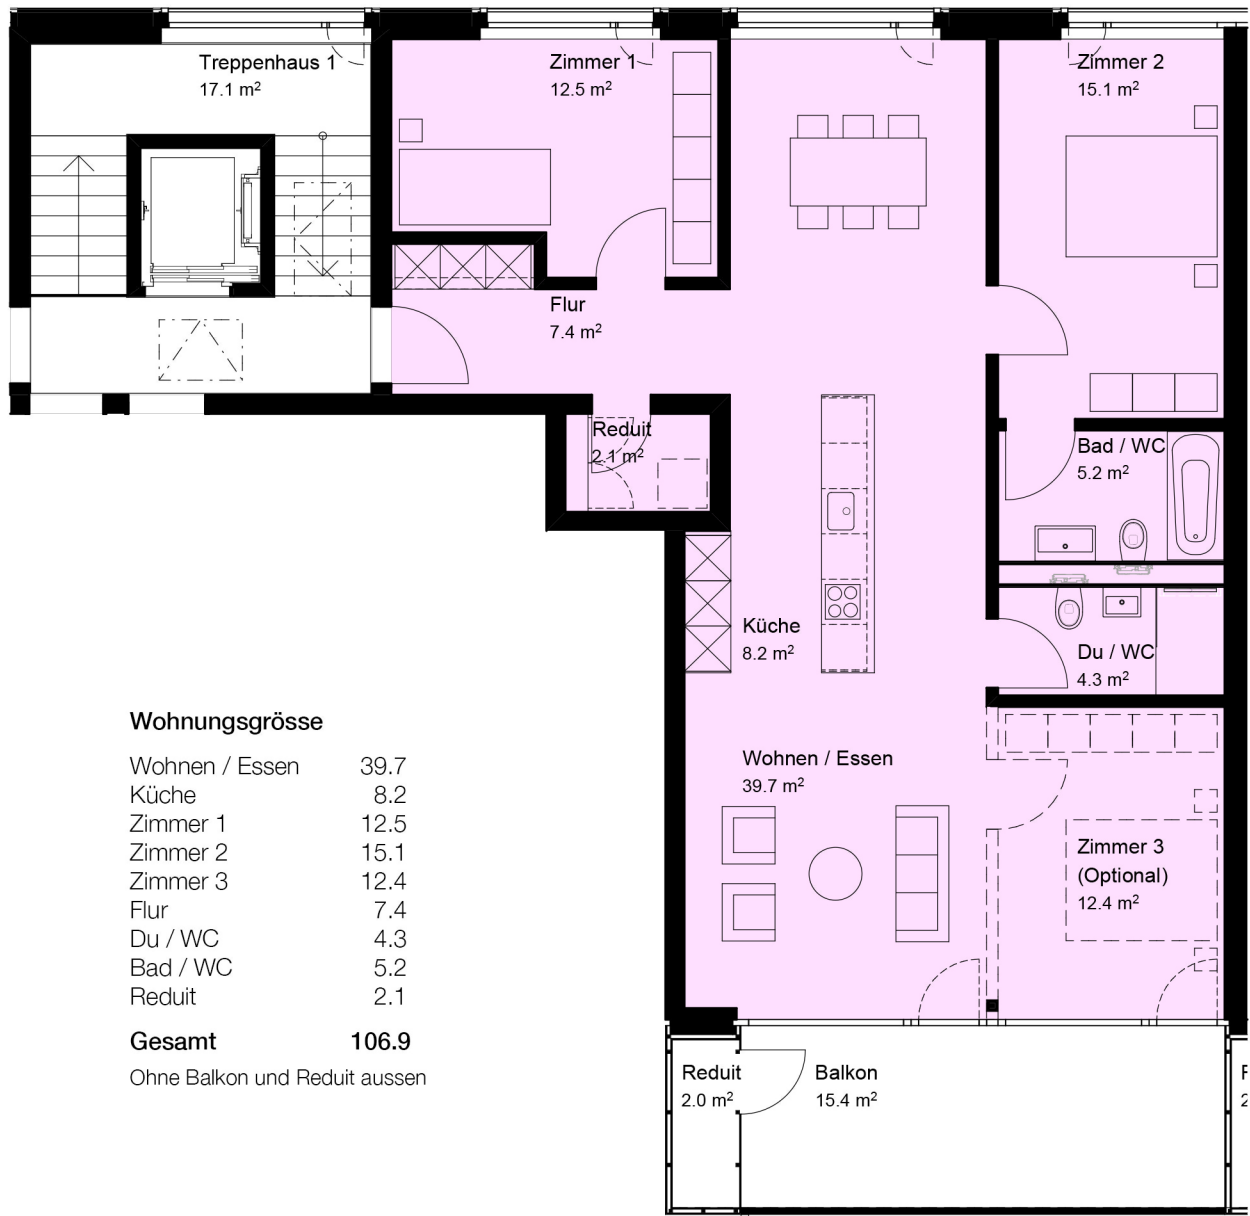 Treppenhaus 1
17.1 m²
Zimmer 1
12.5 m²
Zimmer 2
15.1 m²
Flur
7.4 m²
Reduit
2.1 m²
Bad / WC
5.2 m²
Küche
8.2 m²
Du / WC
4.3 m²
Wohnen / Essen
39.7 m²
Zimmer 3
(Optional)
12.4 m²
Reduit
2.0 m²
Balkon
15.4 m²
Wohnungsgrösse
Wohnen / Essen 39.7
Küche 8.2
Zimmer 1 12.5
Zimmer 2 15.1
Zimmer 3 12.4
Flur 7.4
Du / WC 4.3
Bad / WC 5.2
Reduit 2.1
Gesamt 106.9
Ohne Balkon und Reduit aussen